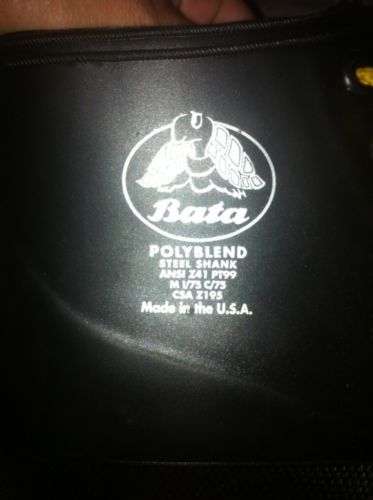 Bata
POLYBLEND
STEEL SHANK
ANSI Z41 PT99
M I/75 C/75
CSA Z195
Made in the U.S.A.